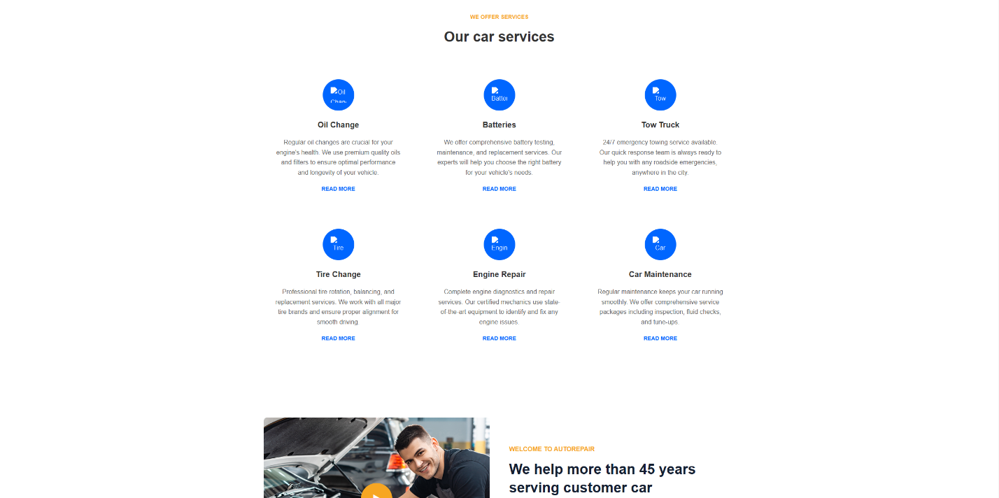 WE OFFER SERVICES
Our car services
Oil
Chang
Batter
Tow
Oil Change
Batteries
Tow Truck
Regular oil changes are crucial for your
engine's health. We use premium quality oils
and filters to ensure optimal performance
and longevity of your vehicle.
We offer comprehensive battery testing,
maintenance, and replacement services. Our
experts will help you choose the right battery
for your vehicle's needs.
24/7 emergency towing service available.
Our quick response team is always ready to
help you with any roadside emergencies,
anywhere in the city.
READ MORE
READ MORE
READ MORE
Tire
Engin
Car
Tire Change
Engine Repair
Car Maintenance
Professional tire rotation, balancing, and
replacement services. We work with all major
tire brands and ensure proper alignment for
smooth driving.
Complete engine diagnostics and repair
services. Our certified mechanics use state-
of-the-art equipment to identify and fix any
engine issues.
Regular maintenance keeps your car running
smoothly. We offer comprehensive service
packages including inspection, fluid checks,
and tune-ups.
READ MORE
READ MORE
READ MORE
WELCOME TO AUTOREPAIR
We help more than 45 years
serving customer car